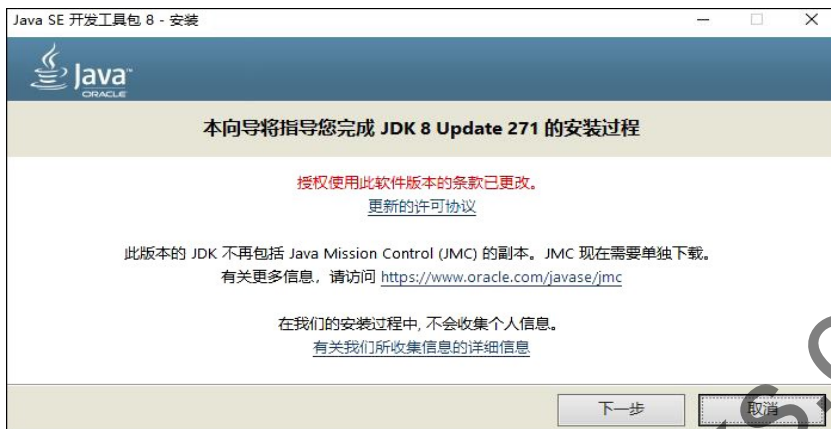 Java SE 开发工具包 8 - 安装
Java™
ORACLE
本向导将指导您完成 JDK 8 Update 271 的安装过程
授权使用此软件版本的条款已更改。
更新的许可协议
此版本的 JDK 不再包括 Java Mission Control (JMC) 的副本。JMC 现在需要单独下载。
有关更多信息，请访问 https://www.oracle.com/javase/jmc
在我们的安装过程中, 不会收集个人信息。
有关我们所收集信息的详细信息
下一步 取消